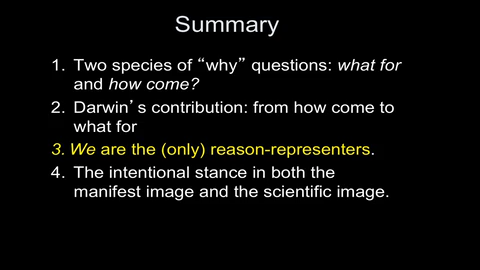 Summary
1. Two species of “why” questions: what for
and how come?
2. Darwin’s contribution: from how come to
what for
3. We are the (only) reason-representers.
4. The intentional stance in both the
manifest image and the scientific image.